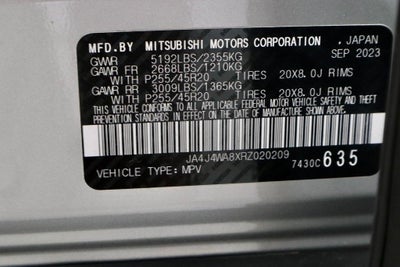 MFD.BY MITSUBISHI MOTORS CORPORATION , JAPAN
GVWR 5192LBS/2355KG SEP 2023
GAWR FR 2668LBS/1210KG
WITH P255/45R20 TIRES 20X8.0J RIMS
GAWR RR 3009LBS/1365KG
WITH P255/45R20 TIRES 20X8.0J RIMS
THIS VEHICLE CONFORMS TO ALL APPLICABLE FEDERAL MOTOR VEHICLE SAFETY AND THEFT
PREVENTION STANDARDS IN EFFECT ON THE DATE OF MANUFACTURE SHOWN ABOVE.
JA4J4WA8XRZ020209
7430C 635
VEHICLE TYPE: MPV